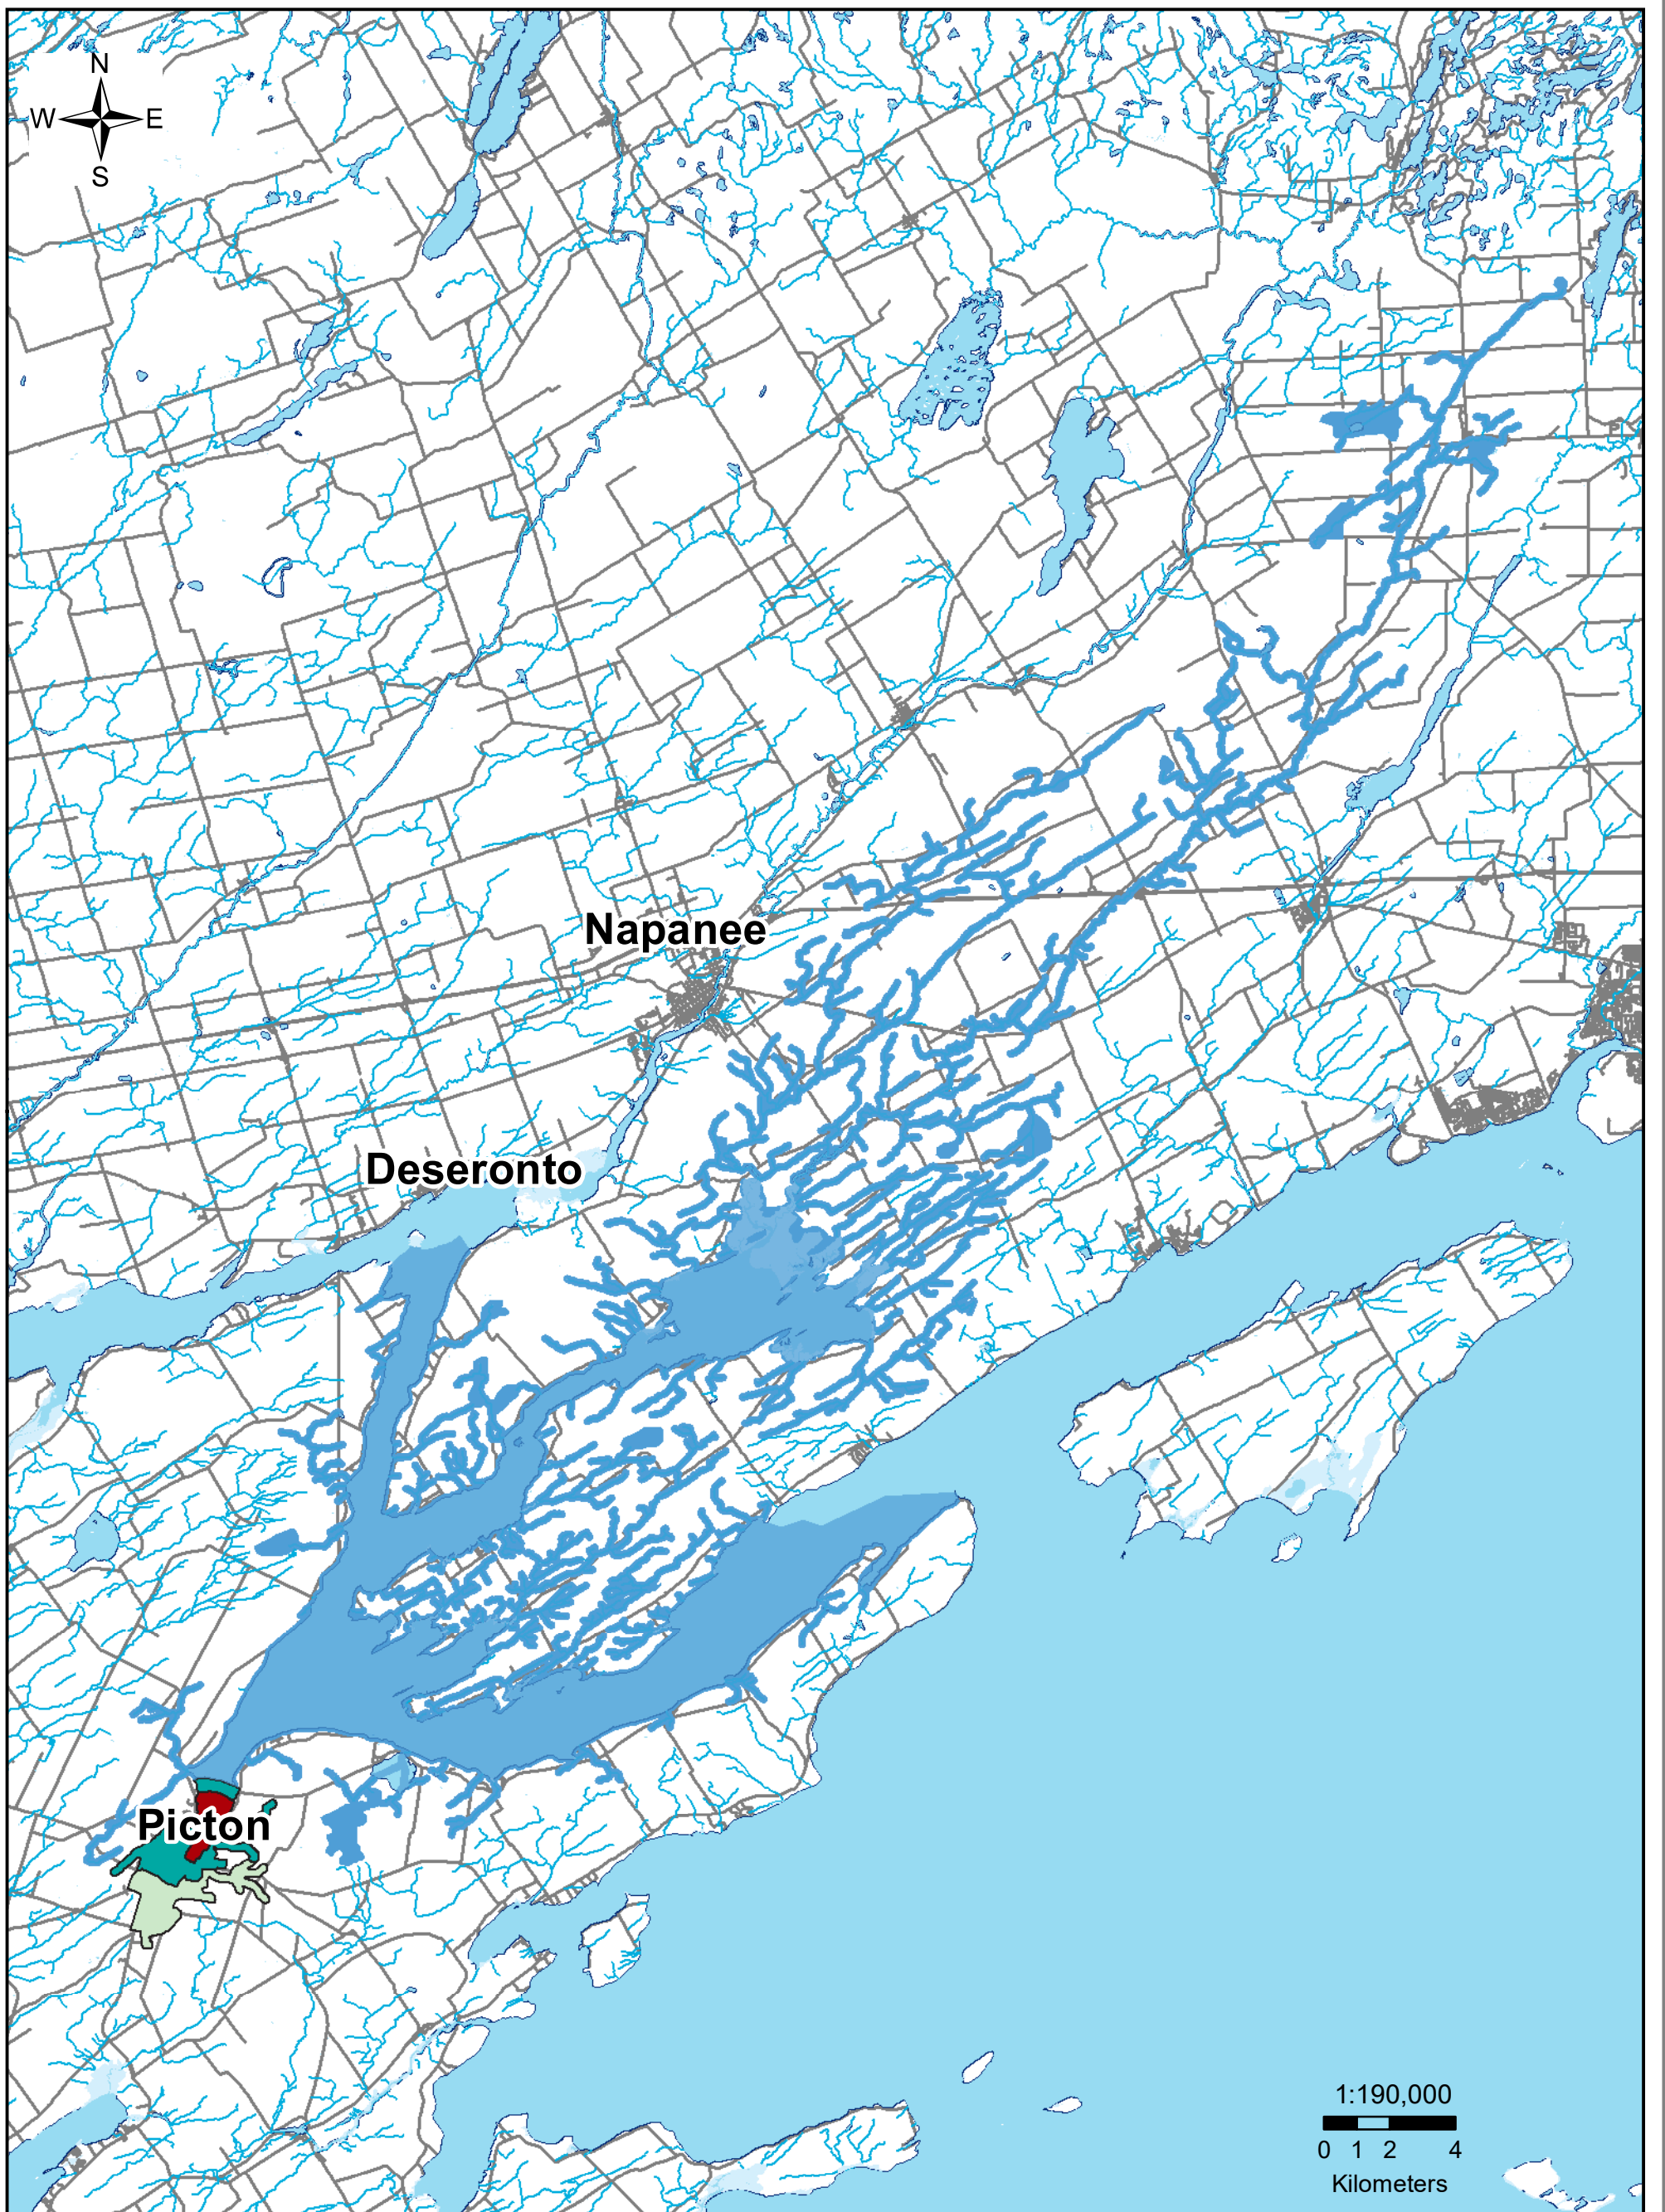 N
W E
S
Napanee
Deseronto
Picton
1:190,000
0 1 2 4
Kilometers